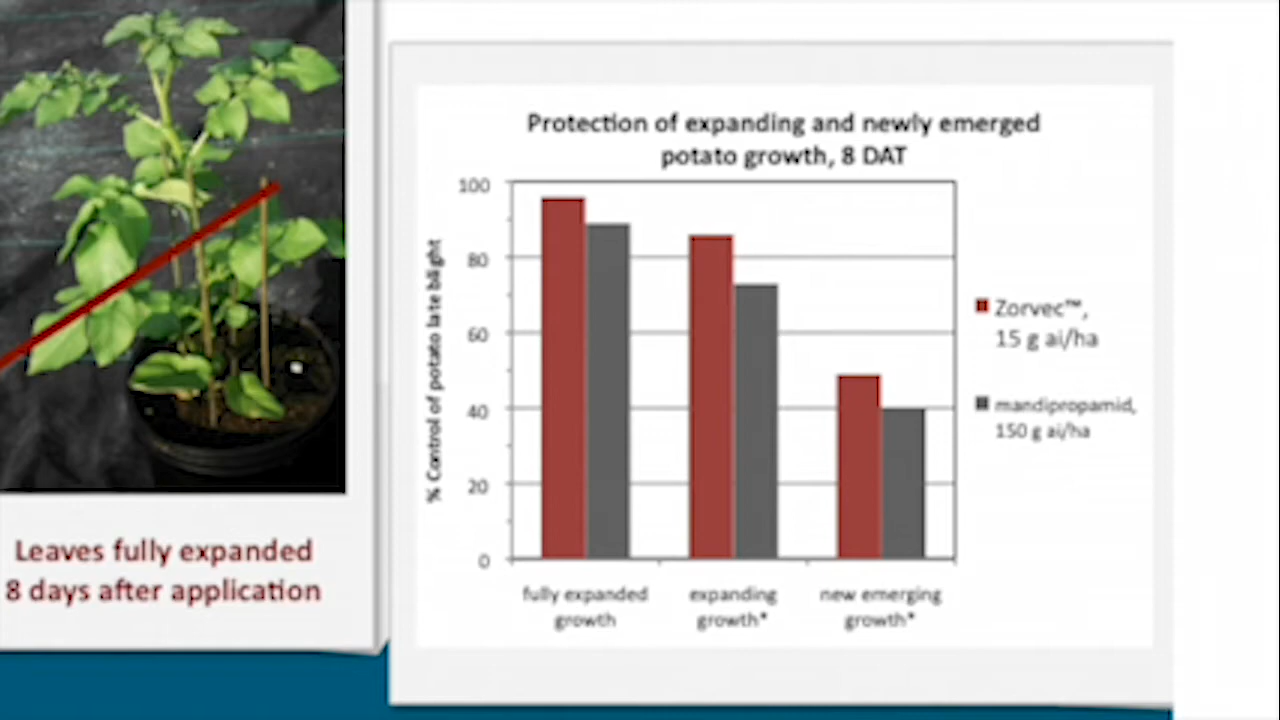 Leaves fully expanded
8 days after application
Protection of expanding and newly emerged
potato growth, 8 DAT
% Control of potato late blight
100
80
60
40
20
0
fully expanded
growth
expanding
growth*
new emerging
growth*
Zorvec™,
15 g ai/ha
mandipropamid,
150 g ai/ha